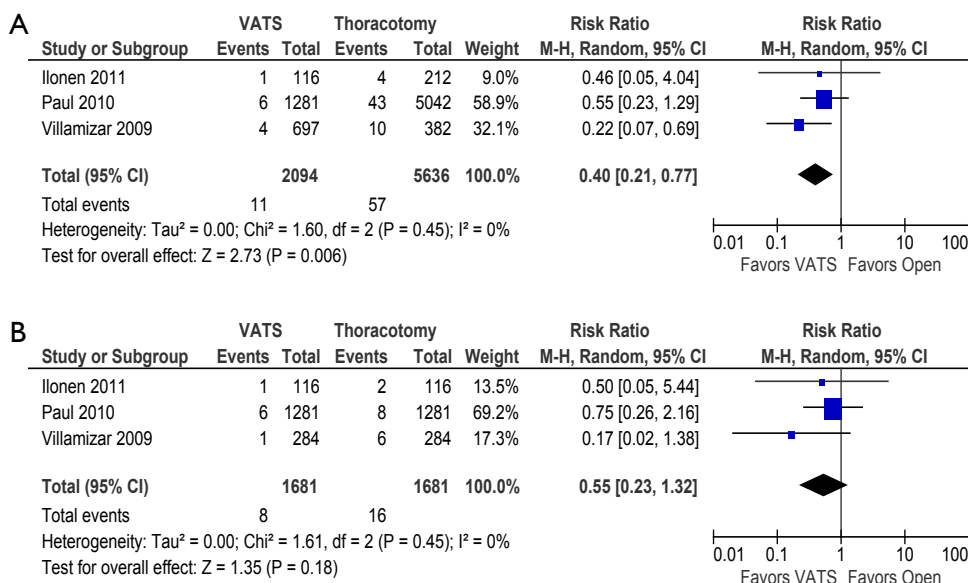 A
VATS Thoracotomy Risk Ratio Risk Ratio
Study or Subgroup Events Total Events Total Weight M-H, Random, 95% CI M-H, Random, 95% CI
Ilonen 2011 1 116 4 212 9.0% 0.46 [0.05, 4.04]
Paul 2010 6 1281 43 5042 58.9% 0.55 [0.23, 1.29]
Villamizar 2009 4 697 10 382 32.1% 0.22 [0.07, 0.69]
Total (95% CI) 2094 5636 100.0% 0.40 [0.21, 0.77]
Total events 11 57
Heterogeneity: Tau² = 0.00; Chi² = 1.60, df = 2 (P = 0.45); I² = 0%
Test for overall effect: Z = 2.73 (P = 0.006)
0.01 0.1 1 10 100
Favors VATS Favors Open
B
VATS Thoracotomy Risk Ratio Risk Ratio
Study or Subgroup Events Total Events Total Weight M-H, Random, 95% CI M-H, Random, 95% CI
Ilonen 2011 1 116 2 116 13.5% 0.50 [0.05, 5.44]
Paul 2010 6 1281 8 1281 69.2% 0.75 [0.26, 2.16]
Villamizar 2009 1 284 6 284 17.3% 0.17 [0.02, 1.38]
Total (95% CI) 1681 1681 100.0% 0.55 [0.23, 1.32]
Total events 8 16
Heterogeneity: Tau² = 0.00; Chi² = 1.61, df = 2 (P = 0.45); I² = 0%
Test for overall effect: Z = 1.35 (P = 0.18)
0.01 0.1 1 10 100
Favors VATS Favors Open